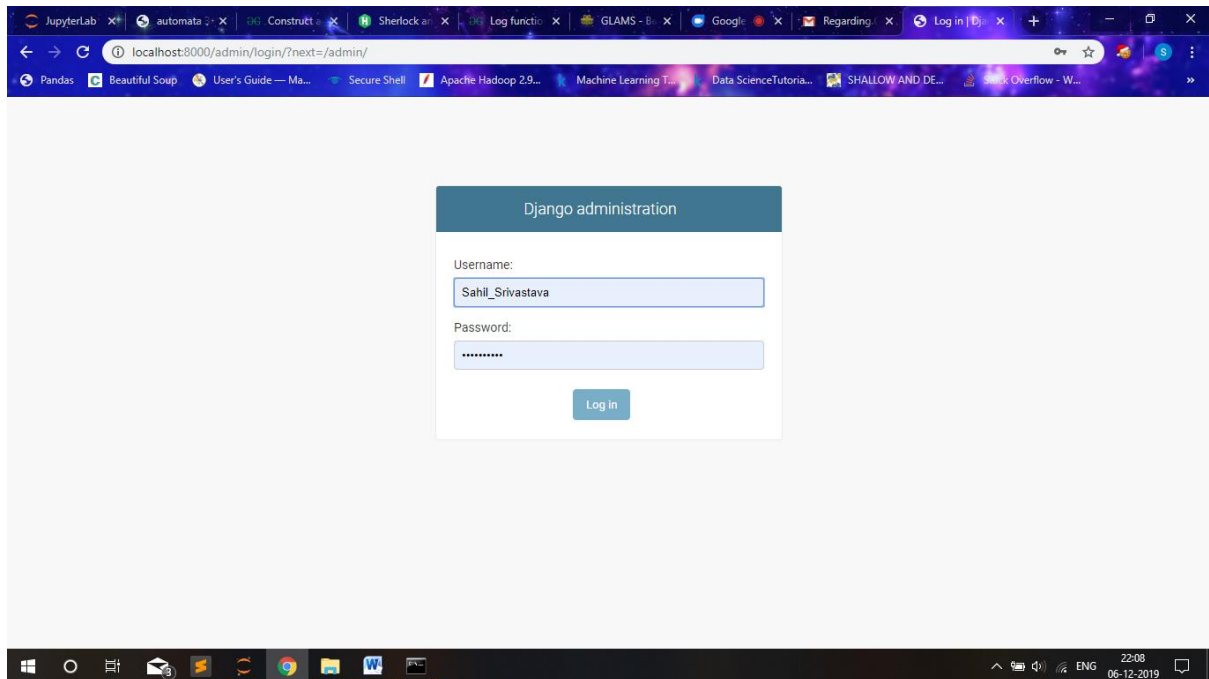 JupyterLab automata Construct a Sherlock an Log functio GLAMS - B Google Regarding Log in | Dja
localhost:8000/admin/login/?next=/admin/
Pandas Beautiful Soup User's Guide — Ma... Secure Shell Apache Hadoop 2.9... Machine Learning T... Data ScienceTutoria... SHALLOW AND DE... Overflow - W...
S
Django administration
Username:
Sahil_Srivastava
Password:
••••••••••
Log in
ENG
22:08
06-12-2019